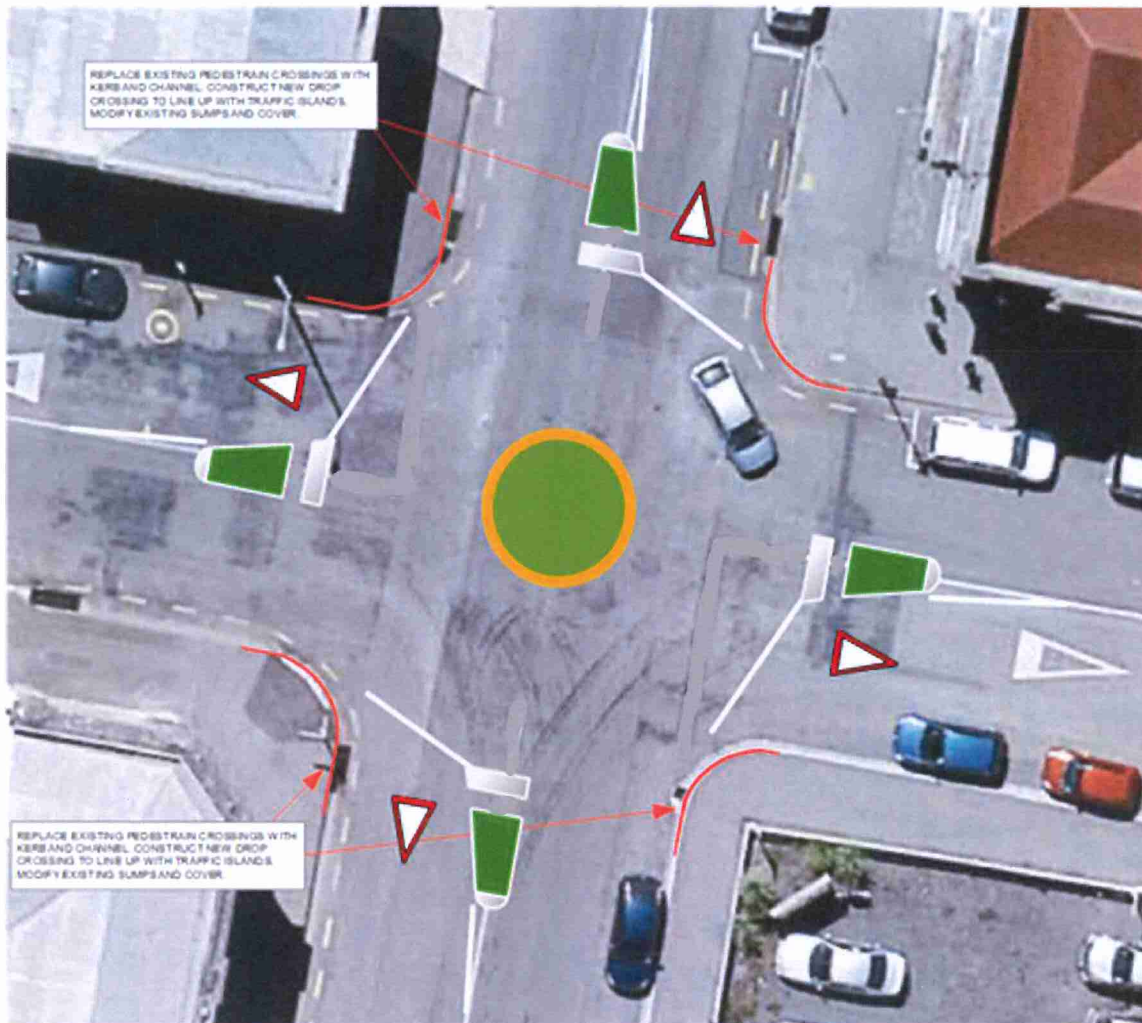 REPLACE EXISTING PEDESTRAIN CROSSINGS WITH
KERB AND CHANNEL. CONSTRUCT NEW DROP
CROSSING TO LINE UP WITH TRAFFIC ISLANDS.
MODIFY EXISTING SUMPS AND COVER.
REPLACE EXISTING PEDESTRAIN CROSSINGS WITH
KERB AND CHANNEL. CONSTRUCT NEW DROP
CROSSING TO LINE UP WITH TRAFFIC ISLANDS.
MODIFY EXISTING SUMPS AND COVER.